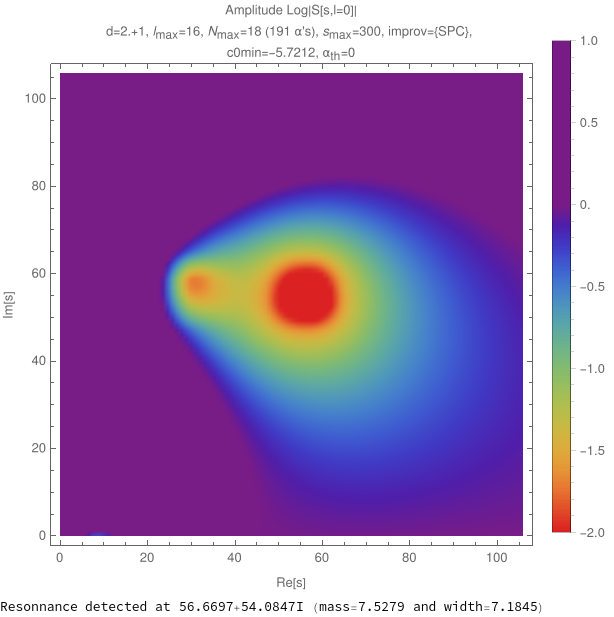 Amplitude Log|S[s,l=0]|
d=2.+1, lmax=16, Nmax=18 (191 α's), smax=300, improv={SPC},
c0min=−5.7212, αth=0
1.0
100
0.5
80
0.
60
−0.5
Im[s]
40
−1.0
20
−1.5
0
−2.0
0 20 40 60 80 100
Re[s]
Resonnance detected at 56.6697+54.0847I (mass=7.5279 and width=7.1845)